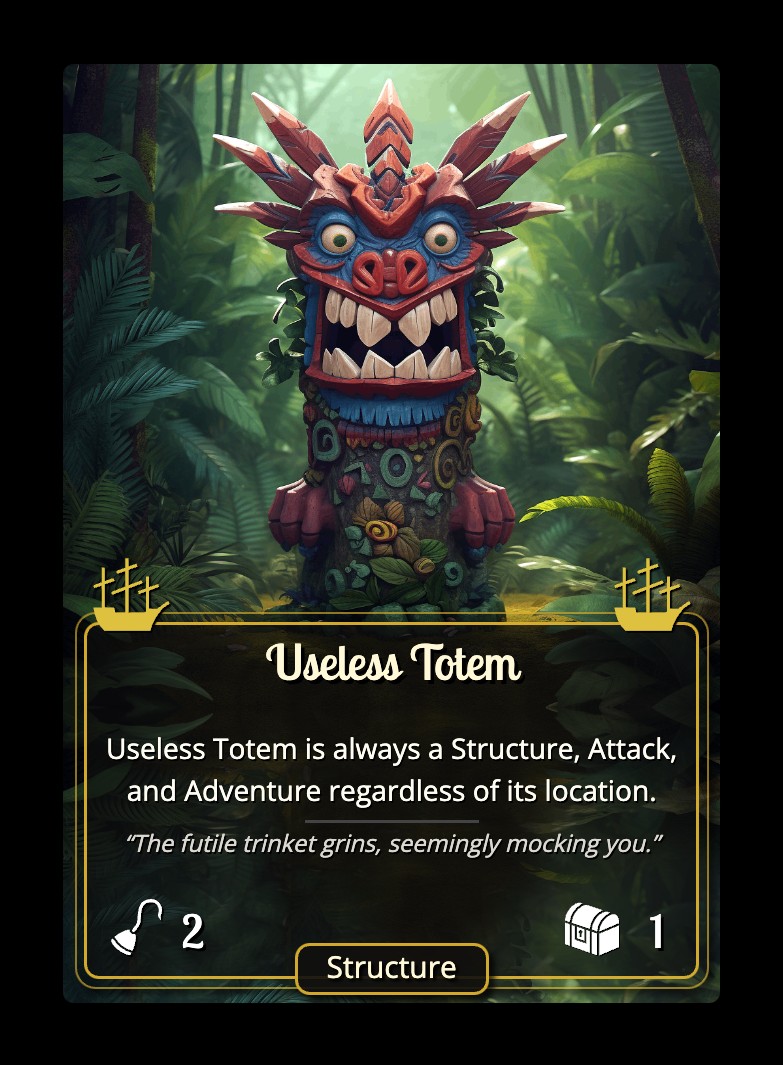 Useless Totem
Useless Totem is always a Structure, Attack,
and Adventure regardless of its location.
“The futile trinket grins, seemingly mocking you.”
2
1
Structure